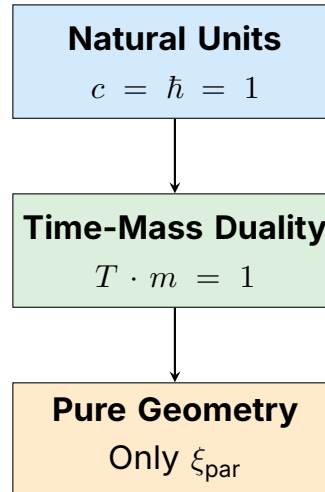 Natural Units
c = ℏ = 1
Time-Mass Duality
T · m = 1
Pure Geometry
Only ξ_par